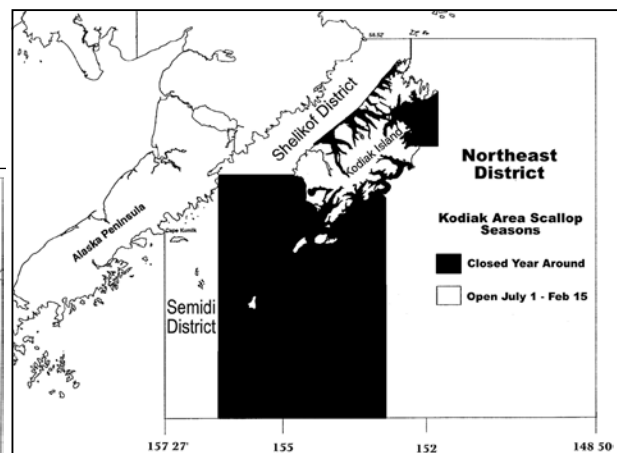 Shelikof District
Kodiak Island
Northeast
District
Kodiak Area Scallop
Seasons
Closed Year Around
Open July 1 - Feb 15
Alaska Peninsula
Cape Kumlik
Semidi
District
157 27'
155
152
148 50